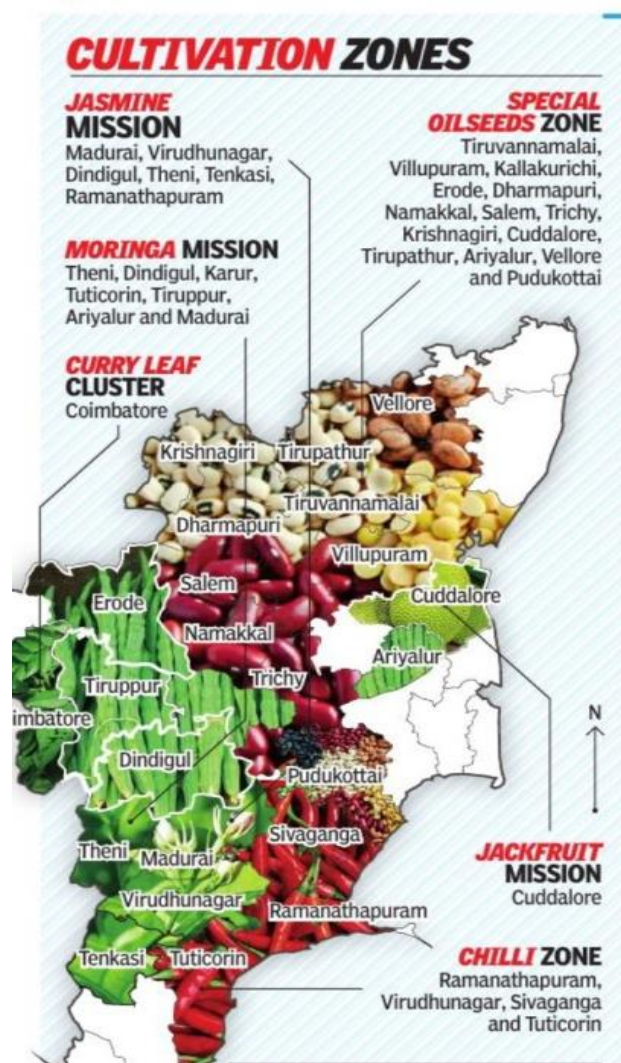 CULTIVATION ZONES
JASMINE
MISSION
Madurai, Virudhunagar,
Dindigul, Theni, Tenkasi,
Ramanathapuram
MORINGA MISSION
Theni, Dindigul, Karur,
Tuticorin, Tiruppur,
Ariyalur and Madurai
CURRY LEAF
CLUSTER
Coimbatore
SPECIAL
OILSEEDS ZONE
Tiruvannamalai,
Villupuram, Kallakurichi,
Erode, Dharmapuri,
Namakkal, Salem, Trichy,
Krishnagiri, Cuddalore,
Tirupathur, Ariyalur, Vellore
and Pudukottai
Vellore
Krishnagiri
Tirupathur
Tiruvannamalai
Dharmapuri
Villupuram
Salem
Erode
Cuddalore
Namakkal
Ariyalur
Trichy
Tiruppur
imbatore
N
Dindigul
Pudukottai
Sivaganga
Theni
Madurai
Virudhunagar
Ramanathapuram
Tenkasi
Tuticorin
JACKFRUIT
MISSION
Cuddalore
CHILLI ZONE
Ramanathapuram,
Virudhunagar, Sivaganga
and Tuticorin